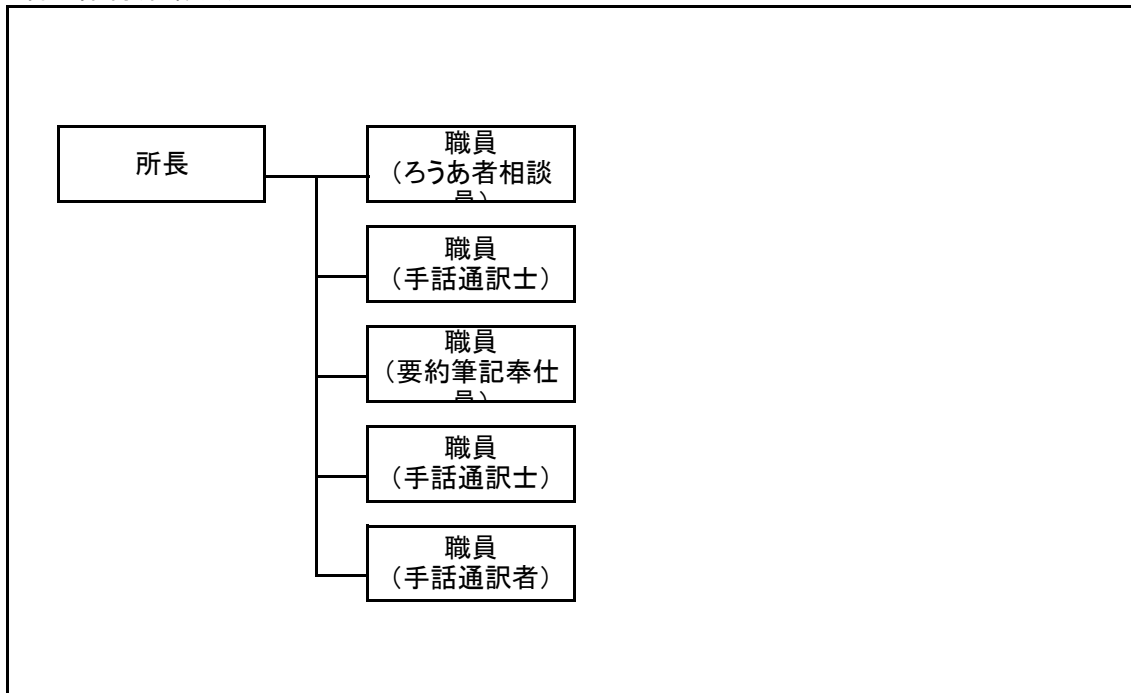 所長
職員
（ろうあ者相談
員）
職員
（手話通訳士）
職員
（要約筆記奉仕
員）
職員
（手話通訳士）
職員
（手話通訳者）